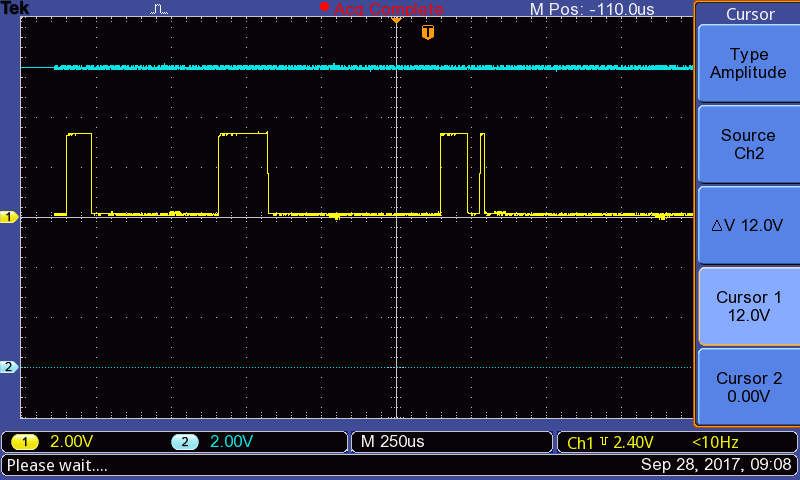 Tek
Acq Complete
M Pos: -110.0us
Cursor
T
Type
Amplitude
Source
Ch2
1
△V 12.0V
Cursor 1
12.0V
2
Cursor 2
0.00V
1 2.00V
2 2.00V
M 250us
Ch1 2.40V <10Hz
Please wait....
Sep 28, 2017, 09:08